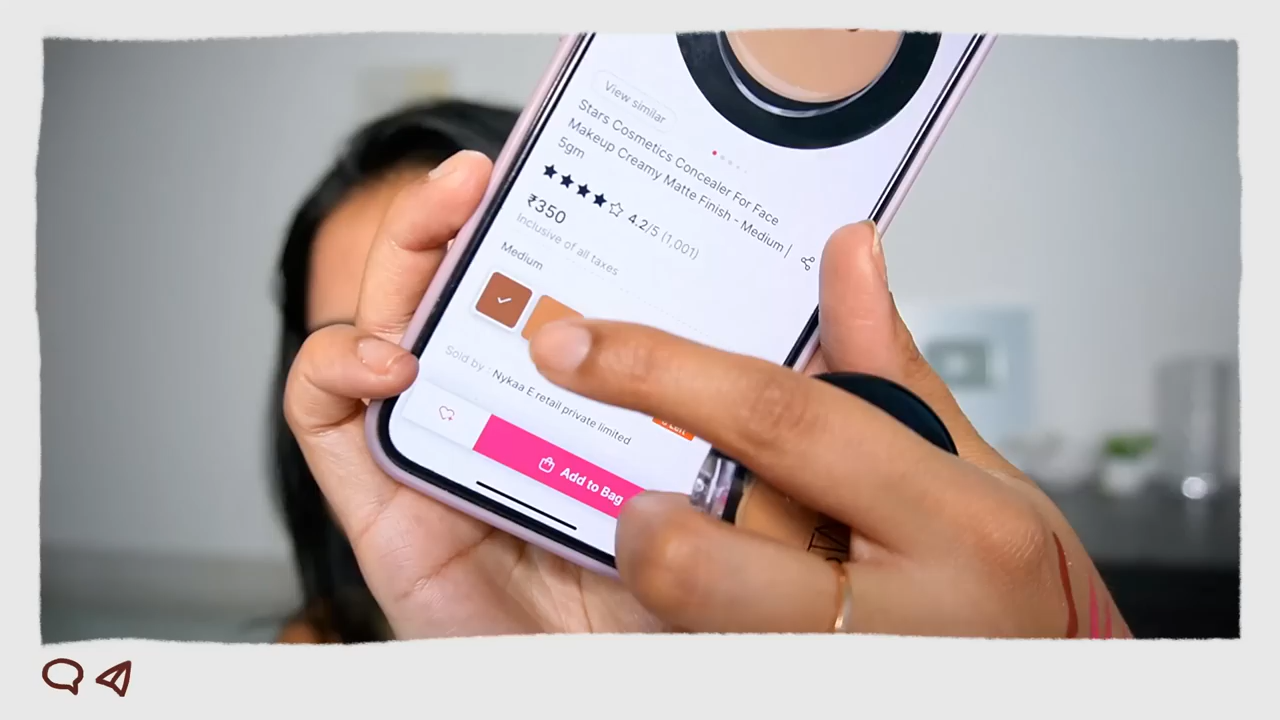 View similar
Stars Cosmetics Concealer For Face
Makeup Creamy Matte Finish - Medium |
5gm
4.2/5 (1,001)
₹350
Inclusive of all taxes
Medium
Sold by : Nykaa E retail private limited
Add to Bag